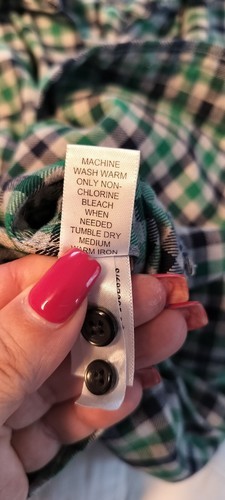 MACHINE
WASH WARM
ONLY NON-
CHLORINE
BLEACH
WHEN
NEEDED
TUMBLE DRY
MEDIUM
WARM IRON